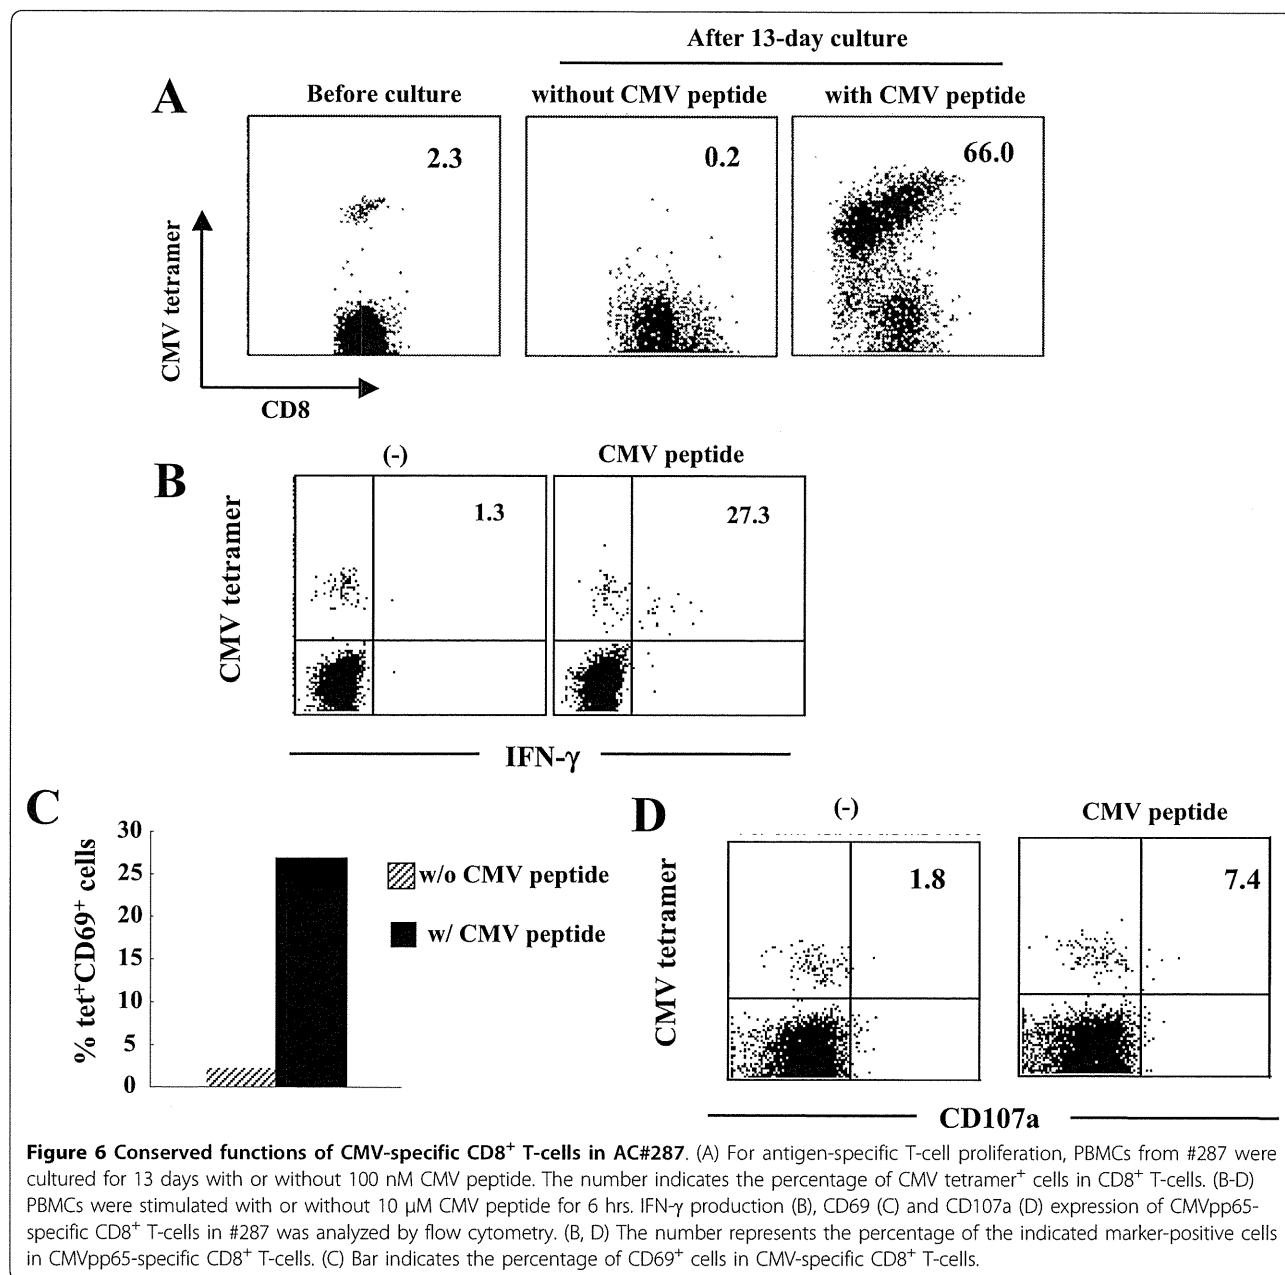 After 13-day culture
A
Before culture
without CMV peptide
with CMV peptide
2.3
0.2
66.0
CMV tetramer
CD8
B
(-)
CMV peptide
1.3
27.3
CMV tetramer
IFN-γ
C
30
25
20
15
10
5
0
% tet⁺CD69⁺ cells
w/o CMV peptide
w/ CMV peptide
D
(-)
CMV peptide
1.8
7.4
CMV tetramer
CD107a
Figure 6 Conserved functions of CMV-specific CD8⁺ T-cells in AC#287. (A) For antigen-specific T-cell proliferation, PBMCs from #287 were
cultured for 13 days with or without 100 nM CMV peptide. The number indicates the percentage of CMV tetramer⁺ cells in CD8⁺ T-cells. (B-D)
PBMCs were stimulated with or without 10 μM CMV peptide for 6 hrs. IFN-γ production (B), CD69 (C) and CD107a (D) expression of CMVpp65-
specific CD8⁺ T-cells in #287 was analyzed by flow cytometry. (B, D) The number represents the percentage of the indicated marker-positive cells
in CMVpp65-specific CD8⁺ T-cells. (C) Bar indicates the percentage of CD69⁺ cells in CMV-specific CD8⁺ T-cells.